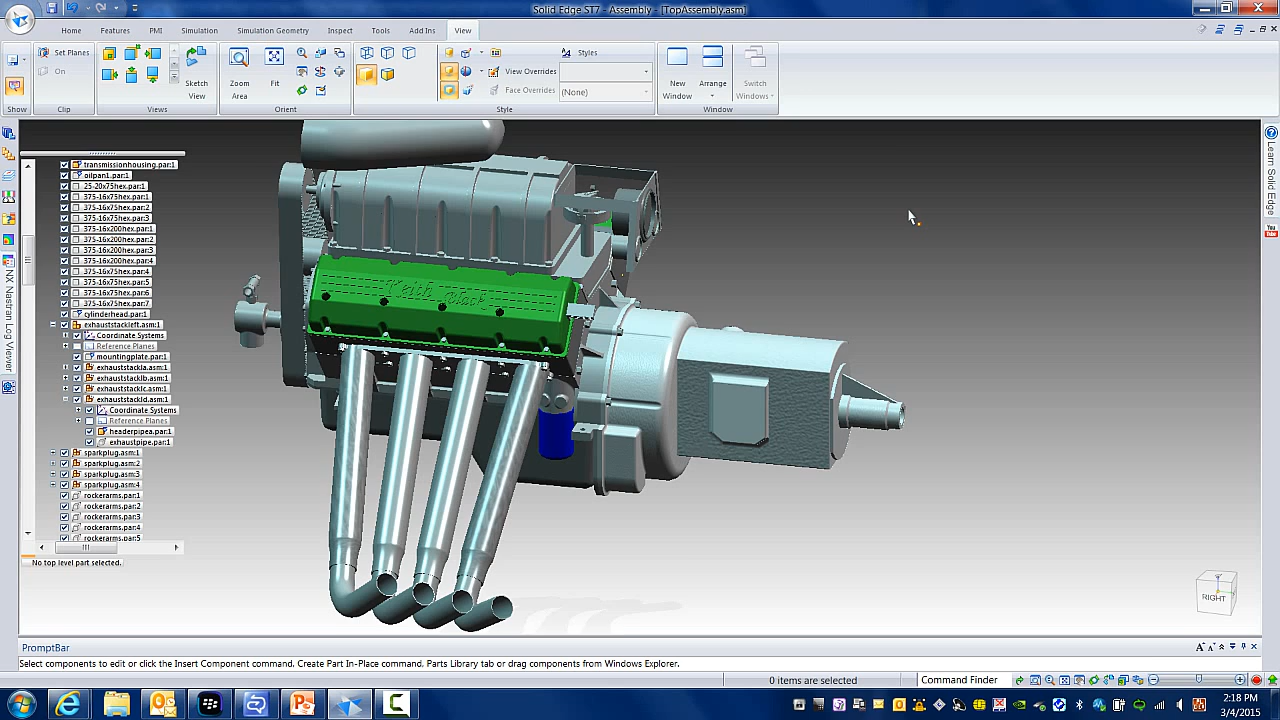 Solid Edge ST7 - Assembly - [TopAssembly.asm]
Home Features PMI Simulation Simulation Geometry Inspect Tools Add Ins View
Set Planes
On
Sketch
View
Zoom
Area
Fit
Styles
View Overrides
Face Overrides
(None)
New
Window
Arrange
Switch
Windows
Show Clip Views Orient Style Window
transmissionhousing.par:1
oilpan1.par:1
25-20x75hex.par:1
375-16x75hex.par:1
375-16x75hex.par:2
375-16x75hex.par:3
375-16x200hex.par:1
375-16x200hex.par:2
375-16x200hex.par:3
375-16x200hex.par:4
375-16x75hex.par:4
375-16x75hex.par:5
375-16x75hex.par:6
375-16x75hex.par:7
cylinderhead.par:1
exhauststackleft.asm:1
Coordinate Systems
Reference Planes
mountingplate.par:1
exhauststackla.asm:1
exhauststacklb.asm:1
exhauststacklc.asm:1
exhauststackld.asm:1
Coordinate Systems
Reference Planes
headerpipea.par:1
exhaustpipe.par:1
sparkplug.asm:1
sparkplug.asm:2
sparkplug.asm:3
sparkplug.asm:4
rockerarms.par:1
rockerarms.par:2
rockerarms.par:3
rockerarms.par:4
rockerarms.par:5
No top level part selected.
NX Nastran Log Viewer
Learn Solid Edge
You
Tube
RIGHT
PromptBar
Select components to edit or click the Insert Component command, Create Part In-Place command, Parts Library tab or drag components from Windows Explorer.
0 items are selected
Command Finder
2:18 PM
3/4/2015